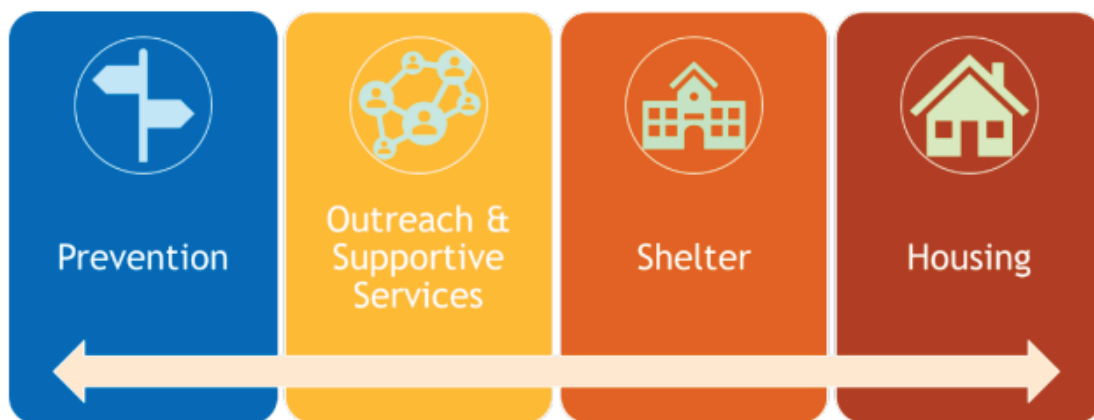 Prevention
Outreach &
Supportive
Services
Shelter
Housing